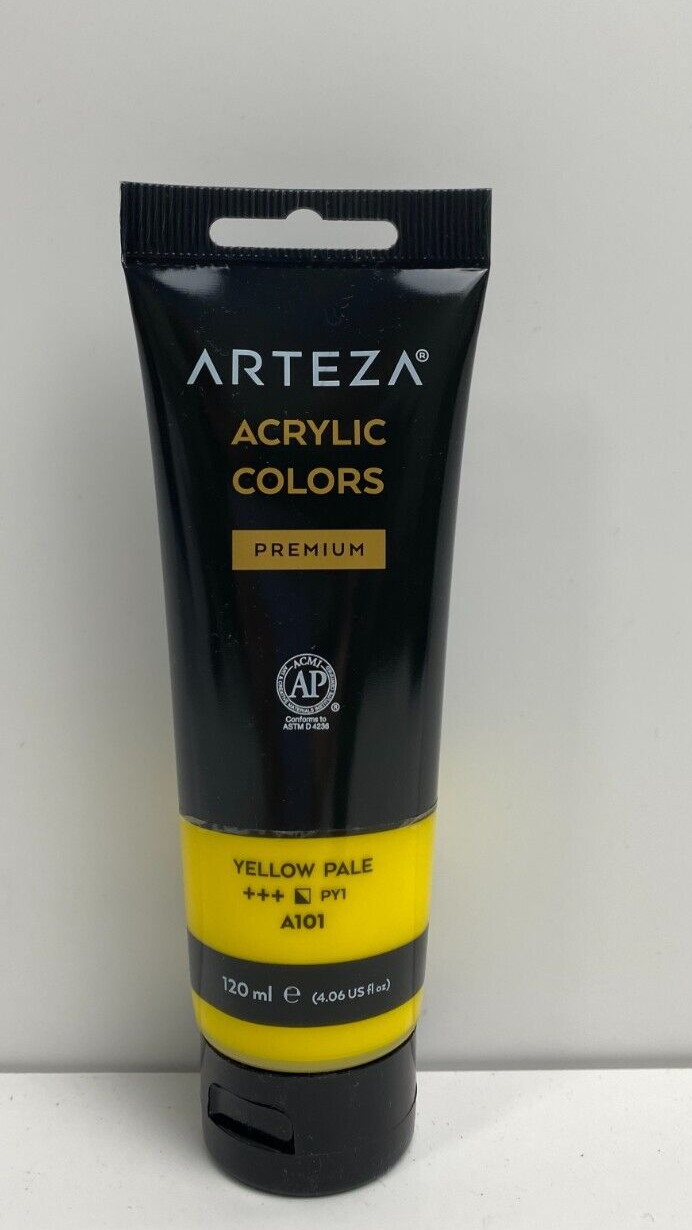 ARTEZA®
ACRYLIC
COLORS
PREMIUM
ACMI
AP
®
Conforms to
ASTM D 4236
YELLOW PALE
+++ PY1
A101
120 ml ℮ (4.06 US fl oz)